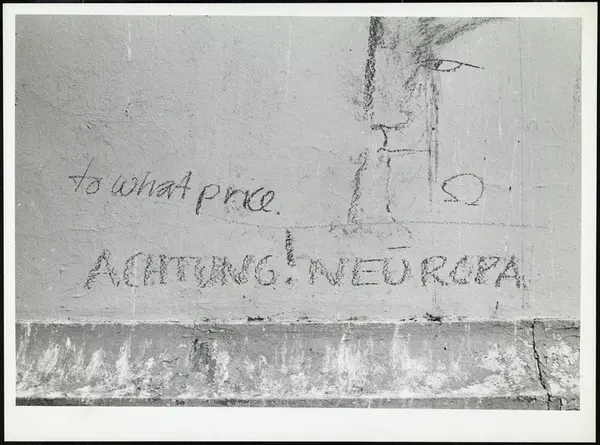 to what price.
Ω
ACHTUNG! NEUROPA